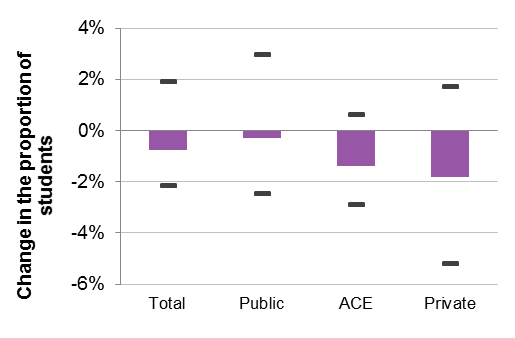 4%
2%
0%
-2%
-4%
-6%
Change in the proportion of
students
Total Public ACE Private